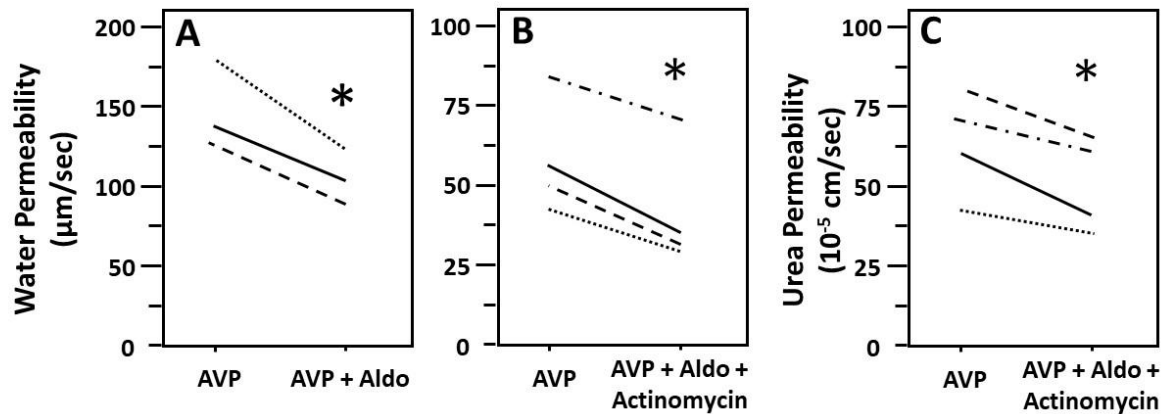 A
B
C
Water Permeability
(µm/sec)
200
150
100
50
0
*
AVP
AVP + Aldo
100
75
50
25
0
*
AVP
AVP + Aldo +
Actinomycin
Urea Permeability
(10⁻⁵ cm/sec)
100
75
50
25
0
*
AVP
AVP + Aldo +
Actinomycin